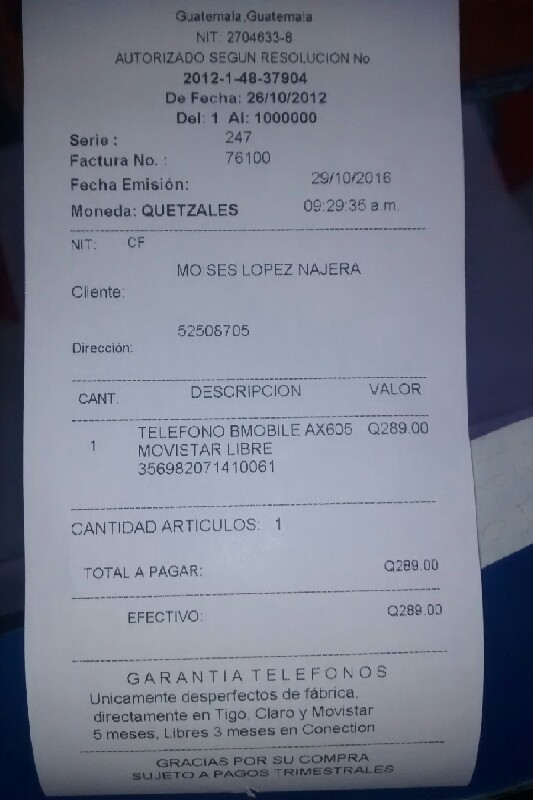 Guatemala,Guatemala
NIT: 2704633-8
AUTORIZADO SEGUN RESOLUCION No
2012-1-48-37904
De Fecha: 26/10/2012
Del: 1 Al: 1000000
Serie : 247
Factura No. : 76100
Fecha Emisión: 29/10/2016
Moneda: QUETZALES 09:29:35 a.m.
NIT: CF
MOISES LOPEZ NAJERA
Cliente:
52508705
Dirección:
CANT. DESCRIPCION VALOR
1 TELEFONO BMOBILE AX605 Q289.00
MOVISTAR LIBRE
356982071410061
CANTIDAD ARTICULOS: 1
TOTAL A PAGAR: Q289.00
EFECTIVO: Q289.00
GARANTIA TELEFONOS
Unicamente desperfectos de fábrica,
directamente en Tigo, Claro y Movistar
5 meses, Libres 3 meses en Conection
GRACIAS POR SU COMPRA
SUJETO A PAGOS TRIMESTRALES